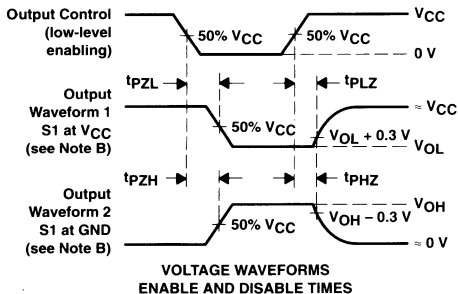 Output Control
(low-level
enabling)
50% VCC
50% VCC
VCC
0 V
tPZL
tPLZ
Output
Waveform 1
S1 at VCC
(see Note B)
50% VCC
≈ VCC
VOL + 0.3 V
VOL
tPZH
tPHZ
Output
Waveform 2
S1 at GND
(see Note B)
50% VCC
VOH
VOH − 0.3 V
≈ 0 V
VOLTAGE WAVEFORMS
ENABLE AND DISABLE TIMES